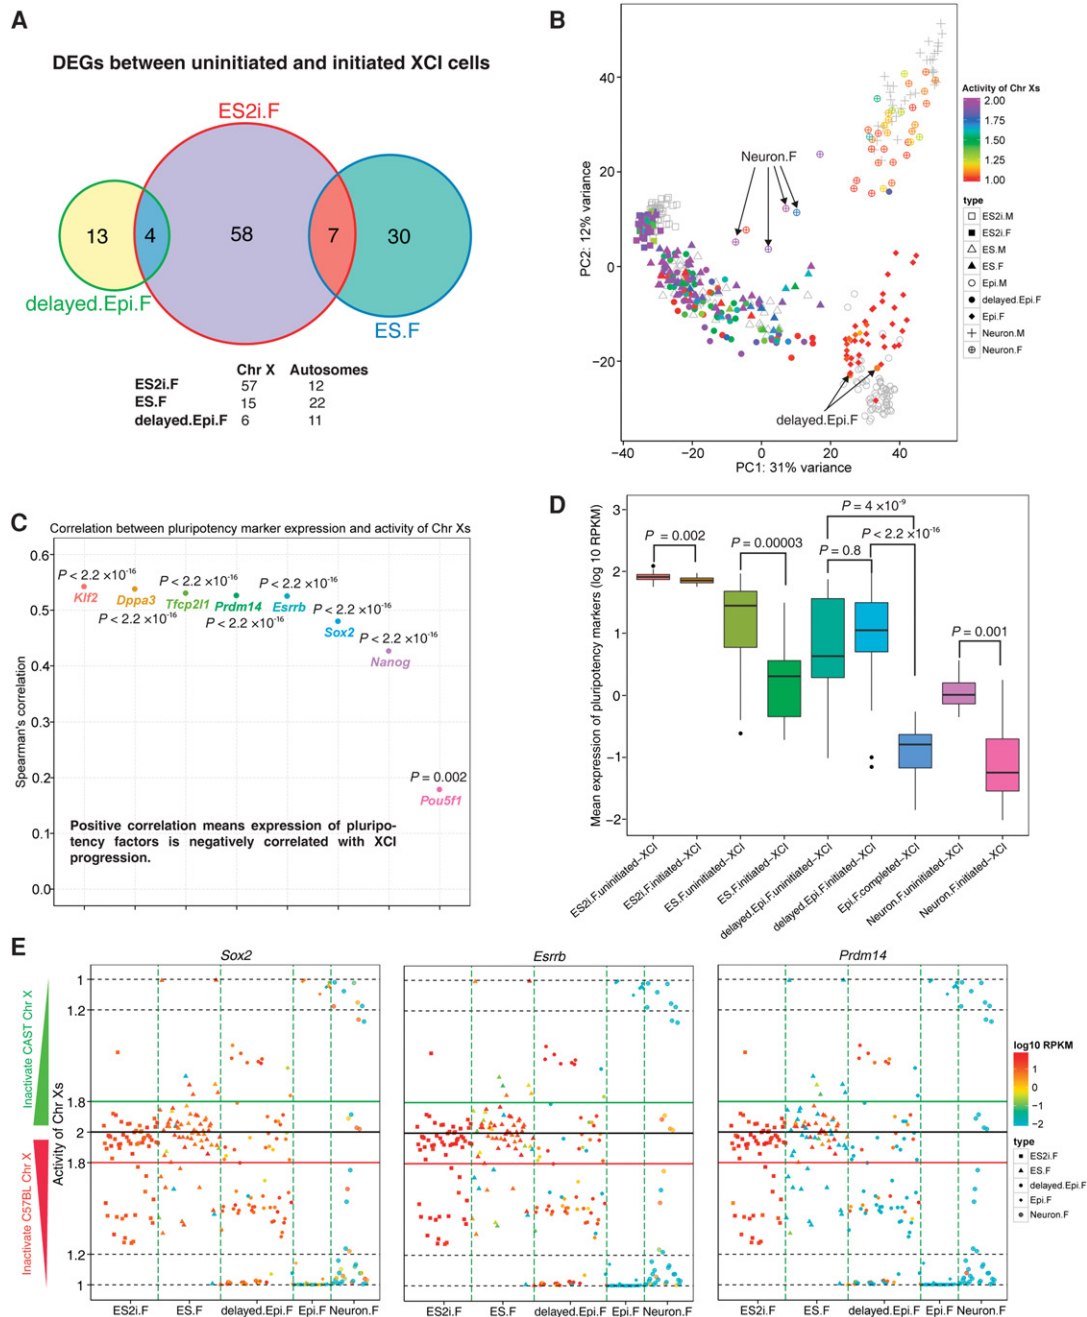 A
DEGs between uninitiated and initiated XCI cells
ES2i.F
13
4
58
7
30
delayed.Epi.F
ES.F
Chr X Autosomes
ES2i.F 57 12
ES.F 15 22
delayed.Epi.F 6 11
B
40
20
0
−20
−40
−20
0
20
40
PC2: 12% variance
PC1: 31% variance
Neuron.F
delayed.Epi.F
Activity of Chr Xs
2.00
1.75
1.50
1.25
1.00
type
ES2i.M
ES2i.F
ES.M
ES.F
Epi.M
delayed.Epi.F
Epi.F
Neuron.M
Neuron.F
C
Correlation between pluripotency marker expression and activity of Chr Xs
0.6
0.5
0.4
0.3
0.2
0.1
0.0
Spearman's correlation
P < 2.2 ×10-16
Klf2
Dppa3
P < 2.2 ×10-16
P < 2.2 ×10-16
Tfcp2l1
Prdm14
P < 2.2 ×10-16
P < 2.2 ×10-16
Esrrb
P < 2.2 ×10-16
Sox2
P < 2.2 ×10-16
Nanog
P = 0.002
Pou5f1
Positive correlation means expression of pluripo-
tency factors is negatively correlated with XCI
progression.
D
3
2
1
0
−1
−2
Mean expression of pluripotency markers (log 10 RPKM)
P = 0.002
P = 0.00003
P = 4 ×10-9
P = 0.8
P < 2.2 ×10-16
P = 0.001
ES2i.F.uninitiated−XCI
ES2i.F.initiated−XCI
ES.F.uninitiated−XCI
ES.F.initiated−XCI
delayed.Epi.F.uninitiated−XCI
delayed.Epi.F.initiated−XCI
Epi.F.completed−XCI
Neuron.F.uninitiated−XCI
Neuron.F.initiated−XCI
E
Sox2
Esrrb
Prdm14
Inactivate CAST Chr X
Inactivate C57BL Chr X
Activity of Chr Xs
1
1.2
1.8
2
1.8
1.2
1
ES2i.F ES.F delayed.Epi.F Epi.F Neuron.F
ES2i.F ES.F delayed.Epi.F Epi.F Neuron.F
ES2i.F ES.F delayed.Epi.F Epi.F Neuron.F
log10 RPKM
1
0
−1
−2
type
ES2i.F
ES.F
delayed.Epi.F
Epi.F
Neuron.F